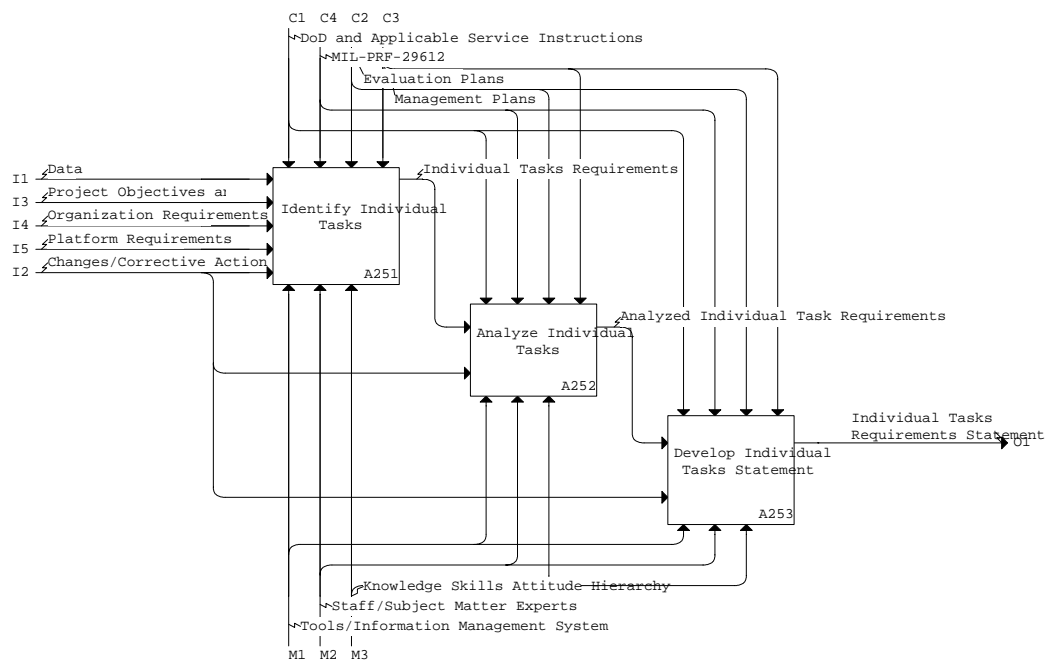 C1 C4 C2 C3
DoD and Applicable Service Instructions
MIL-PRF-29612
Evaluation Plans
Management Plans
I1 Data
I3 Project Objectives
I4 Organization Requirements
I5 Platform Requirements
I2 Changes/Corrective Action
Identify Individual
Tasks
A251
Individual Tasks Requirements
Analyze Individual
Tasks
A252
Analyzed Individual Task Requirements
Develop Individual
Tasks Statement
A253
Individual Tasks
Requirements Statement
O1
Knowledge Skills Attitude Hierarchy
Staff/Subject Matter Experts
Tools/Information Management System
M1 M2 M3